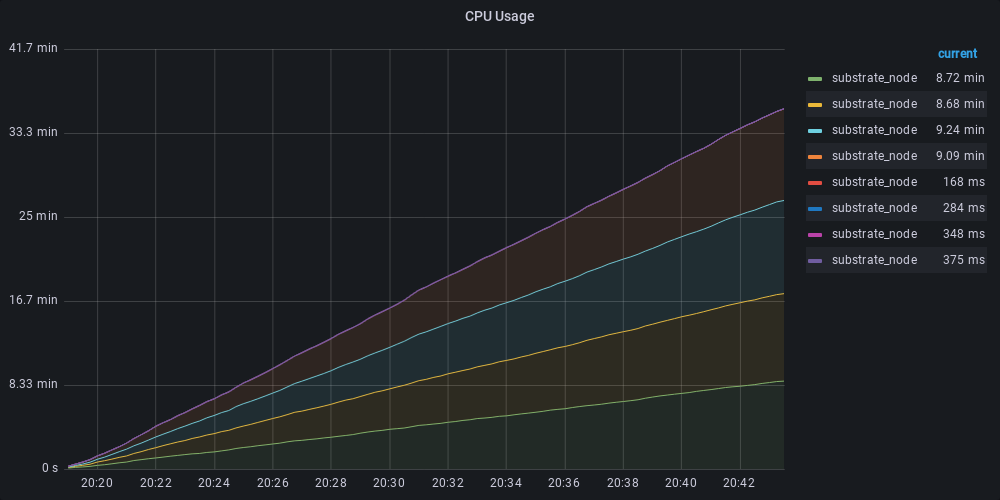 CPU Usage
41.7 min
33.3 min
25 min
16.7 min
8.33 min
0 s
20:20 20:22 20:24 20:26 20:28 20:30 20:32 20:34 20:36 20:38 20:40 20:42
current
substrate_node 8.72 min
substrate_node 8.68 min
substrate_node 9.24 min
substrate_node 9.09 min
substrate_node 168 ms
substrate_node 284 ms
substrate_node 348 ms
substrate_node 375 ms